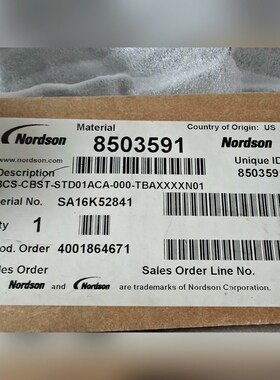 Nordson
Material
Country of Origin: US
8503591
Nordson
www.nordson.com
Unique ID
Description
850359
BCS-CBST-STD01ACA-000-TBAXXXXN01
erial No. SA16K52841
ty 1
od. Order 4001864671
ales Order
Sales Order Line No.
Nordson and Nordson are trademarks of Nordson Corporation.